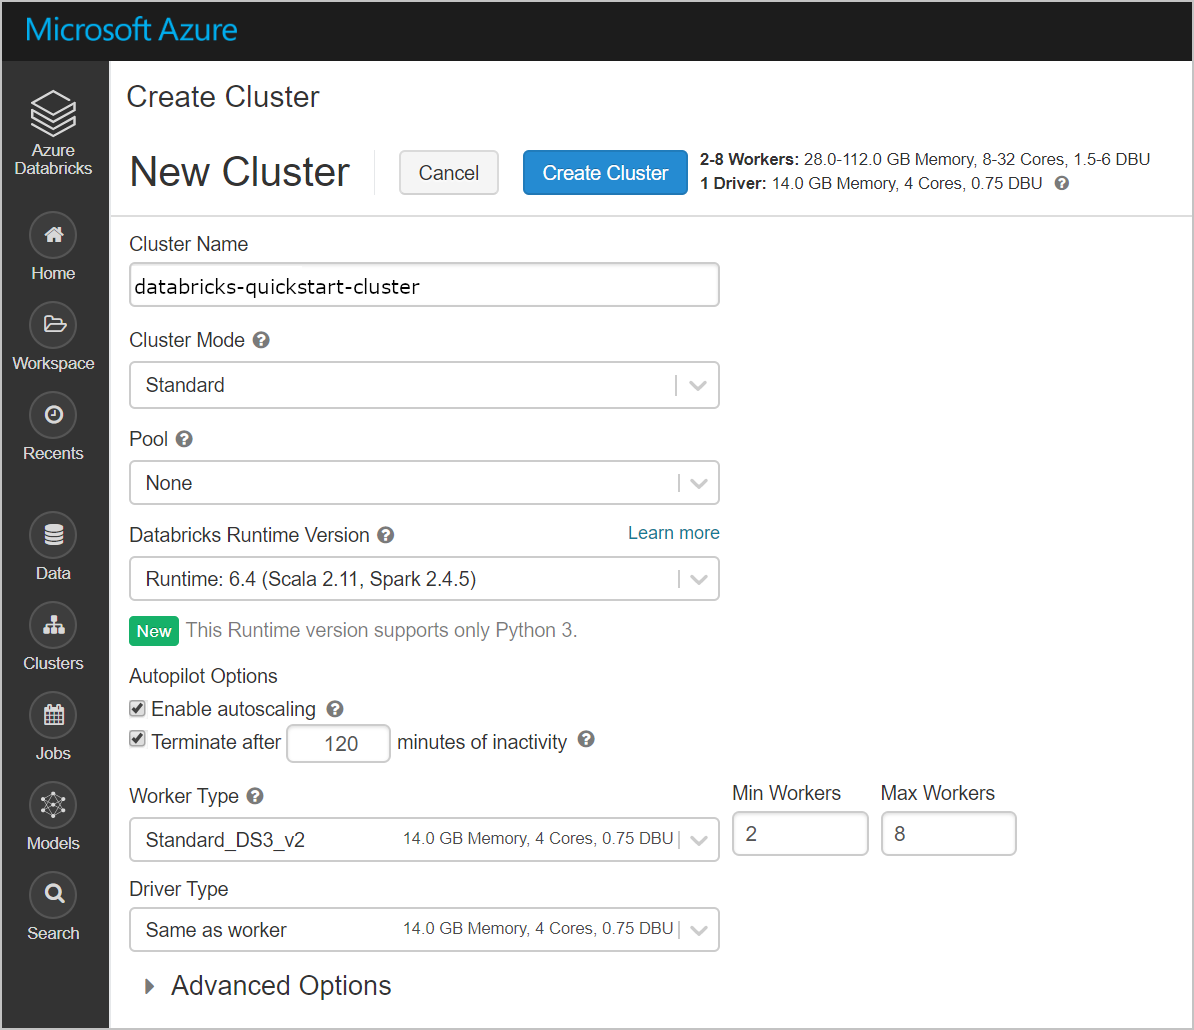 Microsoft Azure
Azure
Databricks
Home
Workspace
Recents
Data
Clusters
Jobs
Models
Search
Create Cluster
New Cluster
Cancel
Create Cluster
2-8 Workers: 28.0-112.0 GB Memory, 8-32 Cores, 1.5-6 DBU
1 Driver: 14.0 GB Memory, 4 Cores, 0.75 DBU ?
Cluster Name
databricks-quickstart-cluster
Cluster Mode ?
Standard
Pool ?
None
Databricks Runtime Version ? Learn more
Runtime: 6.4 (Scala 2.11, Spark 2.4.5)
New This Runtime version supports only Python 3.
Autopilot Options
Enable autoscaling ?
Terminate after 120 minutes of inactivity ?
Worker Type ? Min Workers Max Workers
Standard_DS3_v2 14.0 GB Memory, 4 Cores, 0.75 DBU 2 8
Driver Type
Same as worker 14.0 GB Memory, 4 Cores, 0.75 DBU
Advanced Options